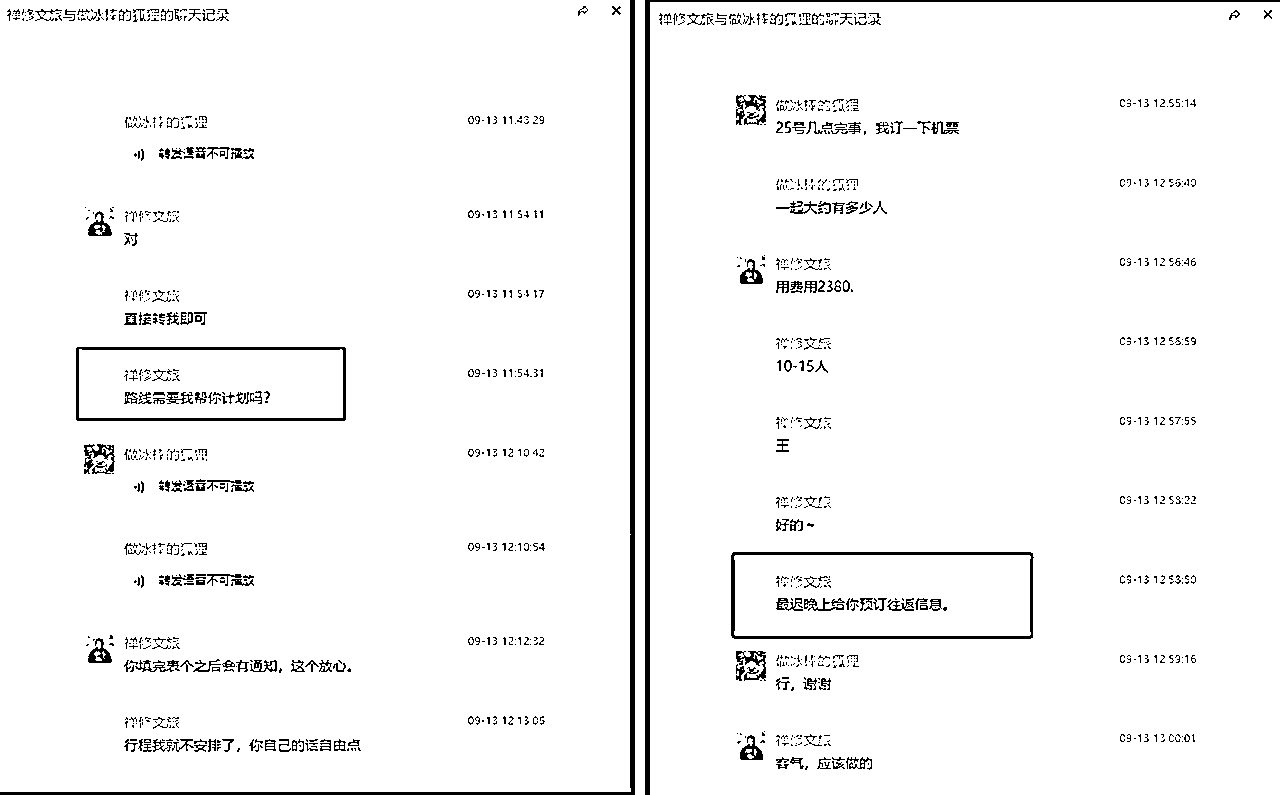 禅修文旅与做冰棒的狐狸的聊天记录
做冰棒的狐狸
09-13 11:43:29
转发语音不可播放
禅修文旅
09-13 11:54:11
对
禅修文旅
09-13 11:54:17
直接转我即可
禅修文旅
09-13 11:54:31
路线需要我帮你计划吗?
做冰棒的狐狸
09-13 12:10:42
转发语音不可播放
做冰棒的狐狸
09-13 12:10:54
转发语音不可播放
禅修文旅
09-13 12:12:32
你填完表个之后会有通知，这个放心。
禅修文旅
09-13 12:13:05
行程我就不安排了，你自己的话自由点
禅修文旅与做冰棒的狐狸的聊天记录
做冰棒的狐狸
09-13 12:55:14
25号几点完事，我订一下机票
做冰棒的狐狸
09-13 12:56:40
一起大约有多少人
禅修文旅
09-13 12:56:46
用费用2380.
禅修文旅
09-13 12:56:59
10-15人
禅修文旅
09-13 12:57:55
王
禅修文旅
09-13 12:58:22
好的~
禅修文旅
09-13 12:58:50
最迟晚上给你预订往返信息。
做冰棒的狐狸
09-13 12:59:16
行，谢谢
禅修文旅
09-13 13:00:01
客气，应该做的